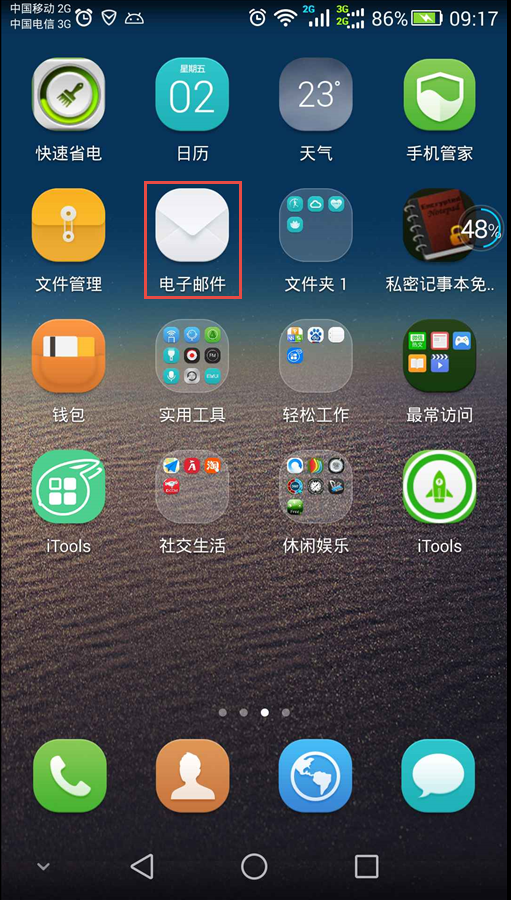 中国移动 2G
中国电信 3G
2G
3G
2G
86%
09:17
星期五
02
23°
快速省电
日历
天气
手机管家
48%
文件管理
电子邮件
文件夹 1
私密记事本免..
钱包
实用工具
轻松工作
最常访问
iTools
社交生活
休闲娱乐
iTools